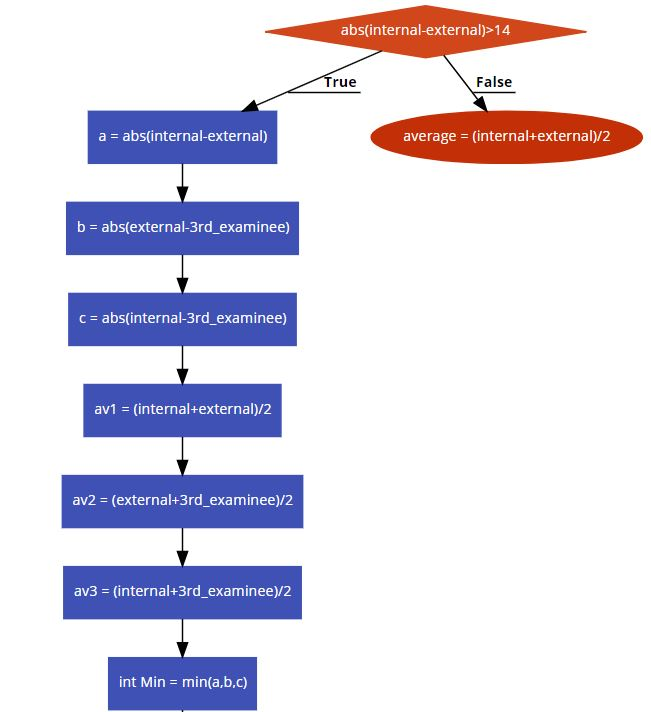 abs(internal-external)>14
True
False
a = abs(internal-external)
average = (internal+external)/2
b = abs(external-3rd_examinee)
c = abs(internal-3rd_examinee)
av1 = (internal+external)/2
av2 = (external+3rd_examinee)/2
av3 = (internal+3rd_examinee)/2
int Min = min(a,b,c)